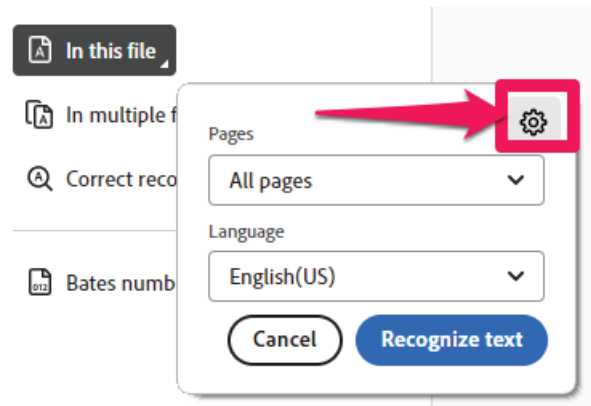 In this file
In multiple f
Correct reco
Bates numb
Pages
All pages
Language
English(US)
Cancel
Recognize text